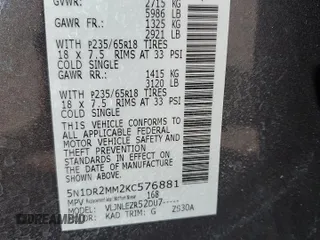 GVWR: 2715 KG
5986 LB
GAWR FR.: 1325 KG
2921 LB
WITH P235/65R18 TIRES
18 X 7.5 RIMS AT 33 PSI
COLD SINGLE
GAWR RR: 1415 KG
3120 LB
WITH P235/65R18 TIRES
18 X 7.5 RIMS AT 33 PSI
COLD SINGLE
THIS VEHICLE CONFORMS TO
ALL APPLICABLE FEDERAL
MOTOR VEHICLE SAFETY
STANDARDS IN EFFECT ON
THE DATE OF MANUFACTURE
SHOWN ABOVE.
5N1DR2MM2KC576881
MPV 168
MODEL:
COLOR: KAD TRIM: G
DREAMBID